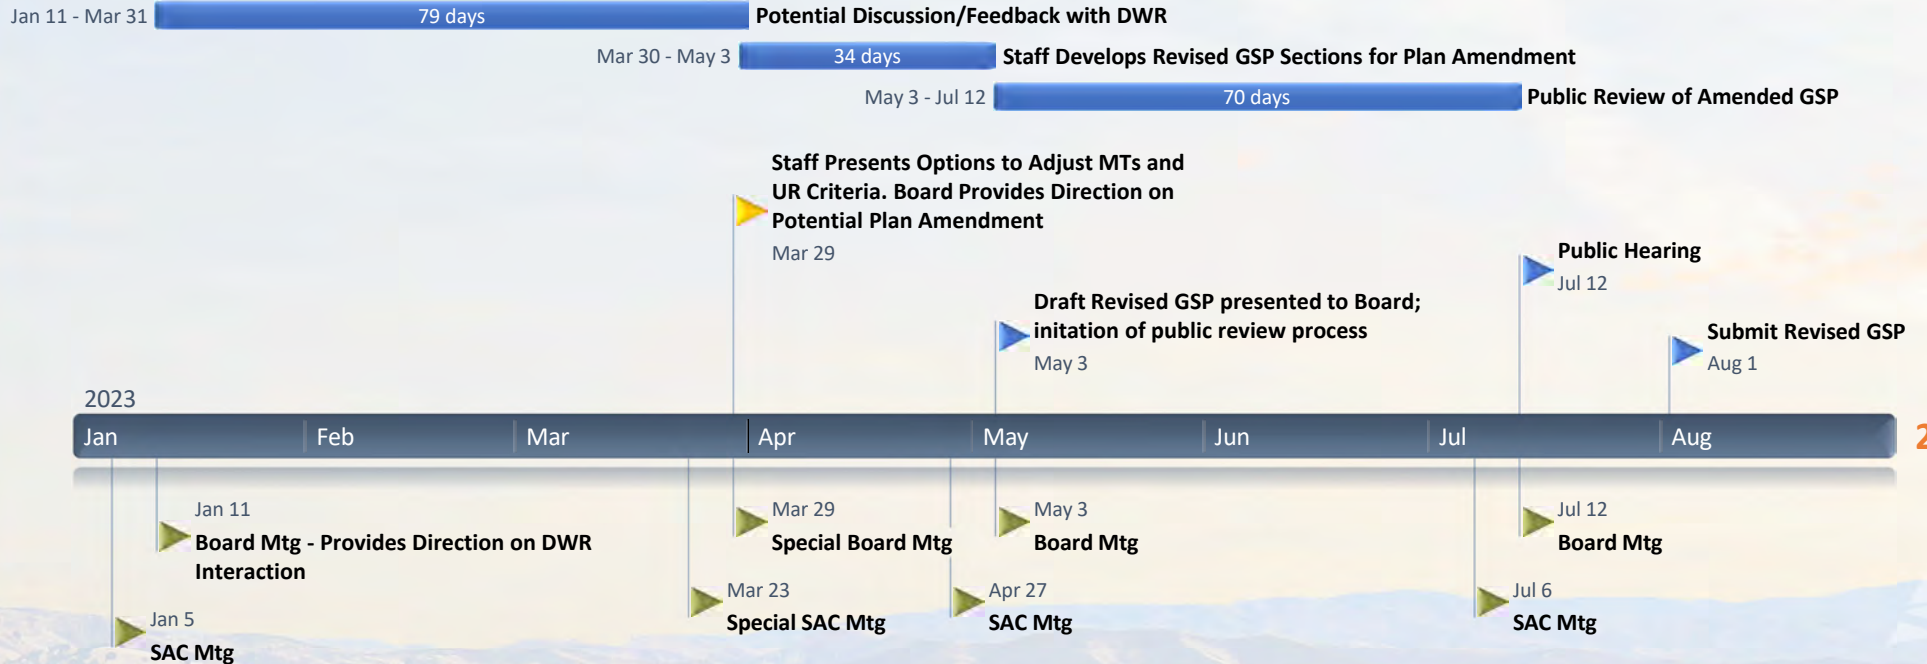 Jan 11 - Mar 31
79 days
Potential Discussion/Feedback with DWR
Mar 30 - May 3
34 days
Staff Develops Revised GSP Sections for Plan Amendment
May 3 - Jul 12
70 days
Public Review of Amended GSP
Staff Presents Options to Adjust MTs and
UR Criteria. Board Provides Direction on
Potential Plan Amendment
Mar 29
Public Hearing
Jul 12
Draft Revised GSP presented to Board;
initation of public review process
May 3
Submit Revised GSP
Aug 1
2023
Jan
Feb
Mar
Apr
May
Jun
Jul
Aug
2
Jan 11
Board Mtg - Provides Direction on DWR
Interaction
Mar 29
Special Board Mtg
May 3
Board Mtg
Jul 12
Board Mtg
Jan 5
SAC Mtg
Mar 23
Special SAC Mtg
Apr 27
SAC Mtg
Jul 6
SAC Mtg